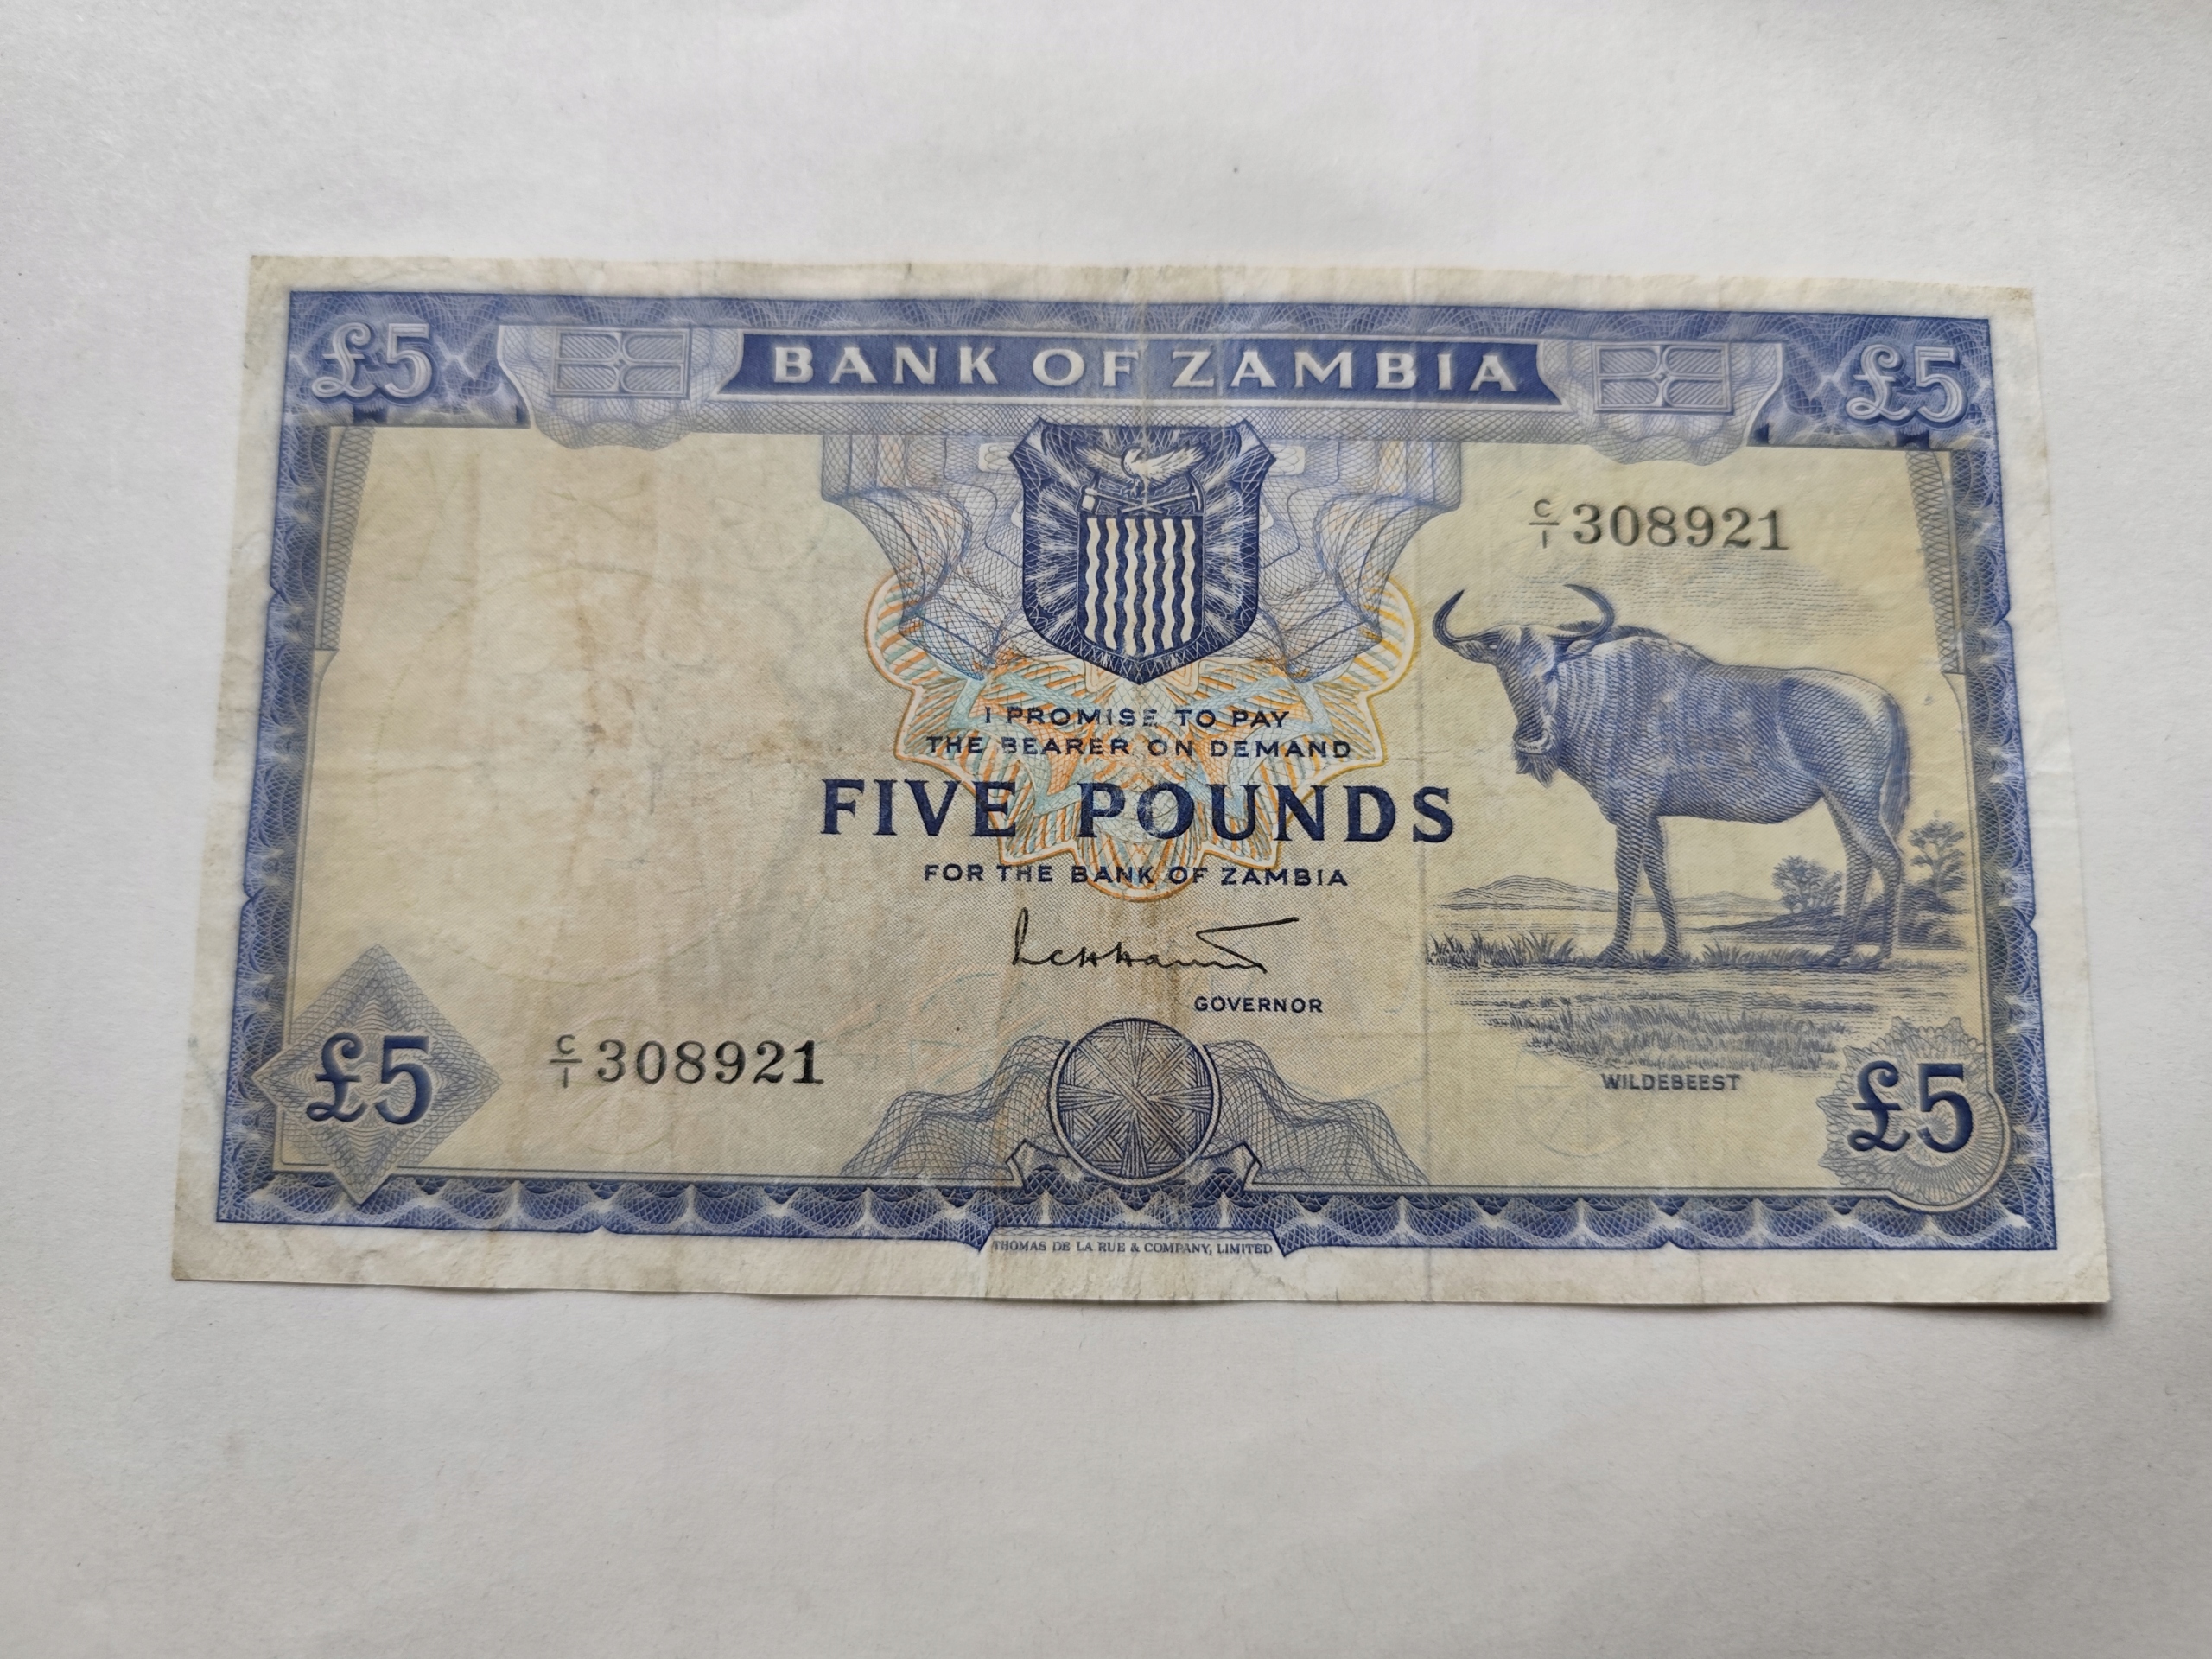 £5 BANK OF ZAMBIA £5
C/1 308921
I PROMISE TO PAY
THE BEARER ON DEMAND
FIVE POUNDS
FOR THE BANK OF ZAMBIA
GOVERNOR
C/1 308921
WILDEBEEST
£5 £5
THOMAS DE LA RUE & COMPANY, LIMITED